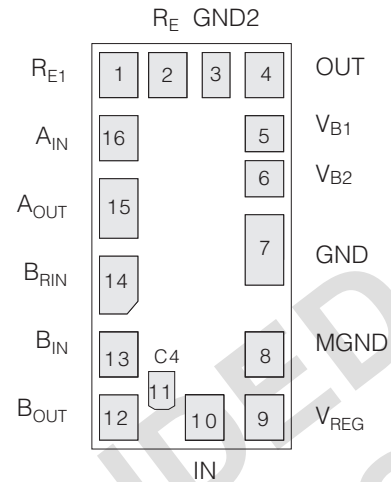 R_E GND2
R_E1 1 2 3 4 OUT
A_IN 16 5 V_B1
6 V_B2
A_OUT 15
7 GND
B_RIN 14
B_IN 13 C4 8 MGND
11
B_OUT 12 10 9 V_REG
IN